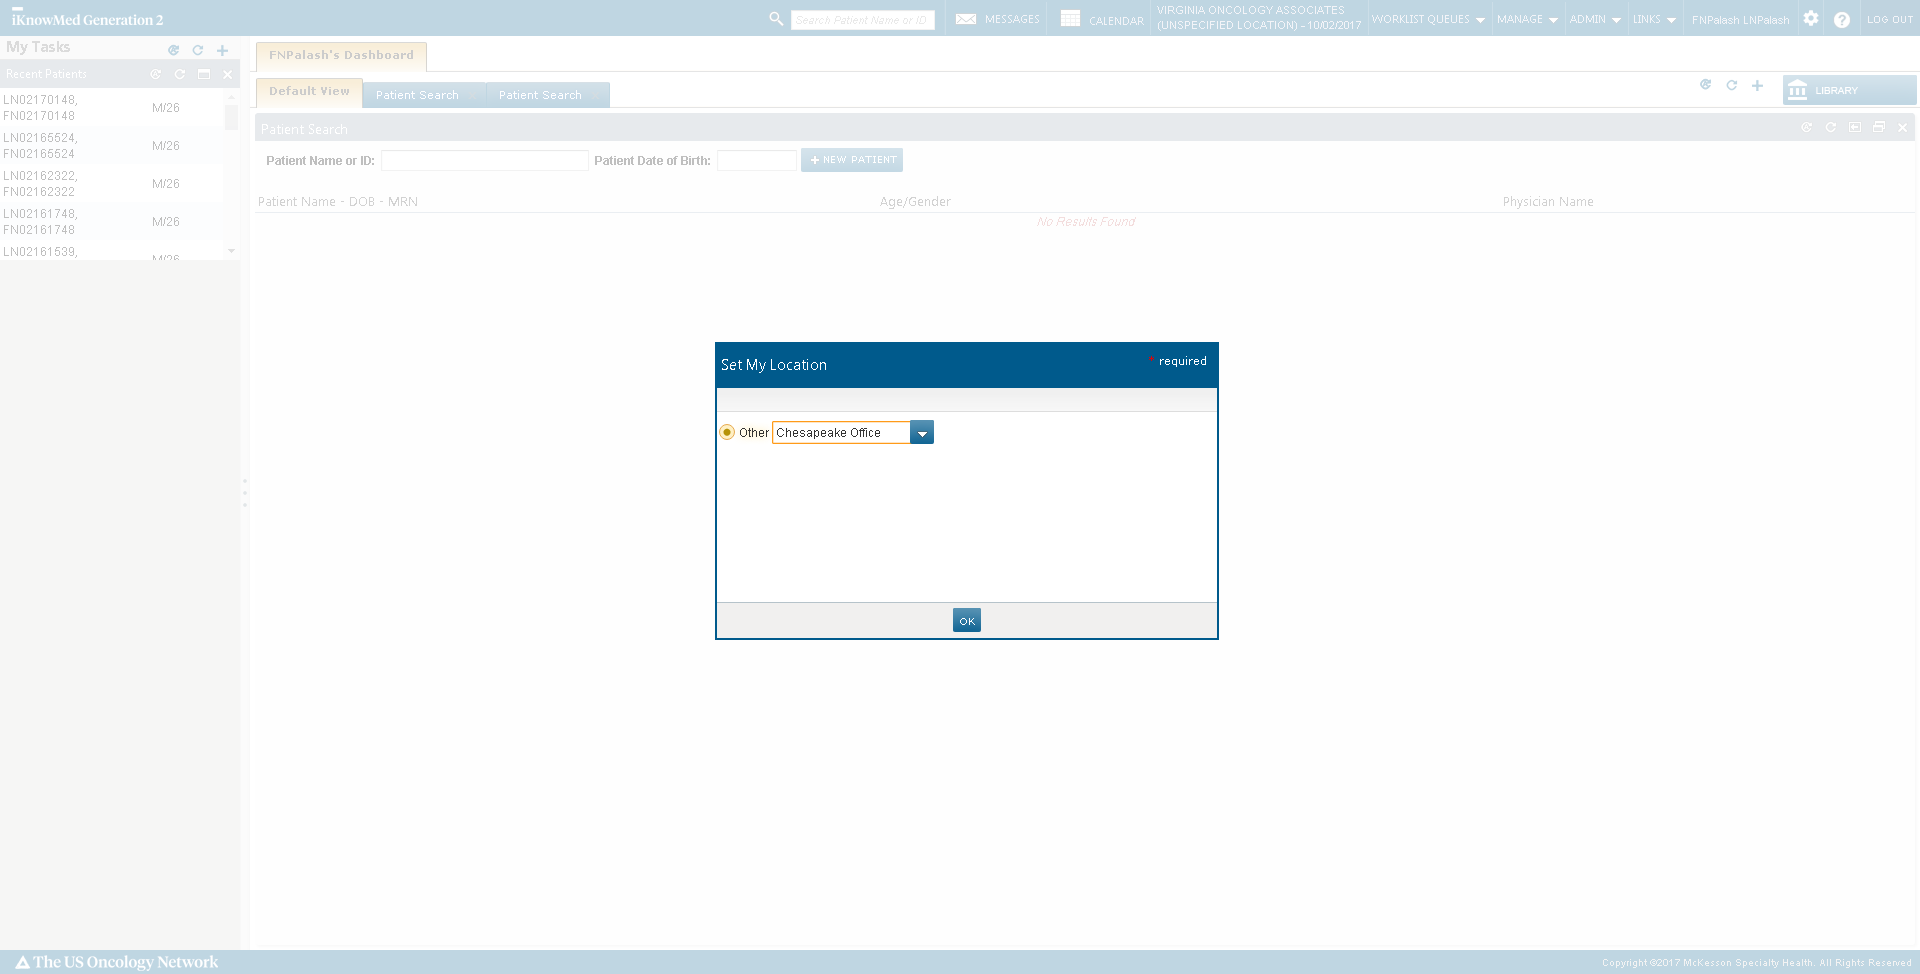 iKnowMed Generation 2
Search Patient Name or ID
MESSAGES
CALENDAR
VIRGINIA ONCOLOGY ASSOCIATES
(UNSPECIFIED LOCATION) – 10/02/2017
WORKLIST QUEUES
MANAGE
ADMIN
LINKS
FNPalash LNPalash
LOG OUT
My Tasks
Recent Patients
LN02170148,
FN02170148
M/26
LN02165524,
FN02165524
M/26
LN02162322,
FN02162322
M/26
LN02161748,
FN02161748
M/26
LN02161539,
M/26
FNPalash's Dashboard
Default View
Patient Search
Patient Search
LIBRARY
Patient Search
Patient Name or ID:
Patient Date of Birth:
+ NEW PATIENT
Patient Name - DOB - MRN
Age/Gender
Physician Name
No Results Found
Set My Location
* required
Other
Chesapeake Office
OK
The US Oncology Network
Copyright ©2017 McKesson Specialty Health. All Rights Reserved